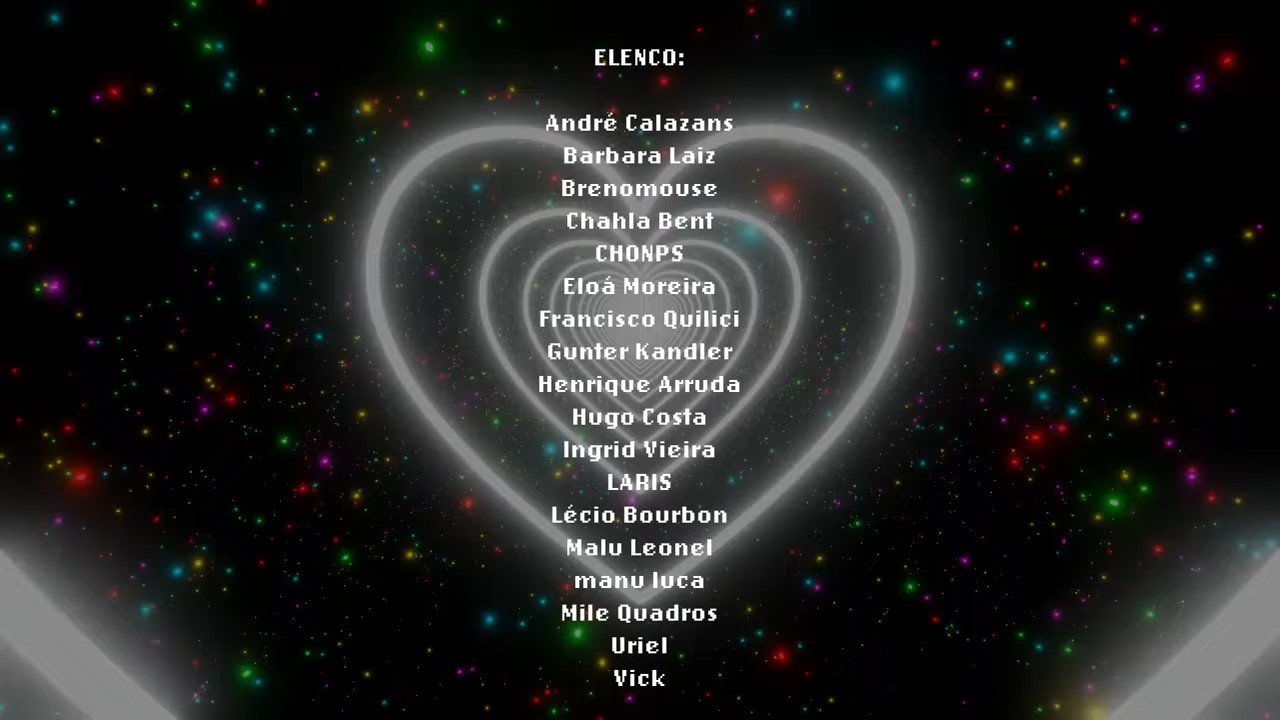 ELENCO:
André Calazans
Barbara Laiz
Brenomouse
Chahla Bent
CHONPS
Eloá Moreira
Francisco Quilici
Gunter Kandler
Henrique Arruda
Hugo Costa
Ingrid Vieira
LARIS
Lécio Bourbon
Malu Leonel
manu luca
Mile Quadros
Uriel
Vick